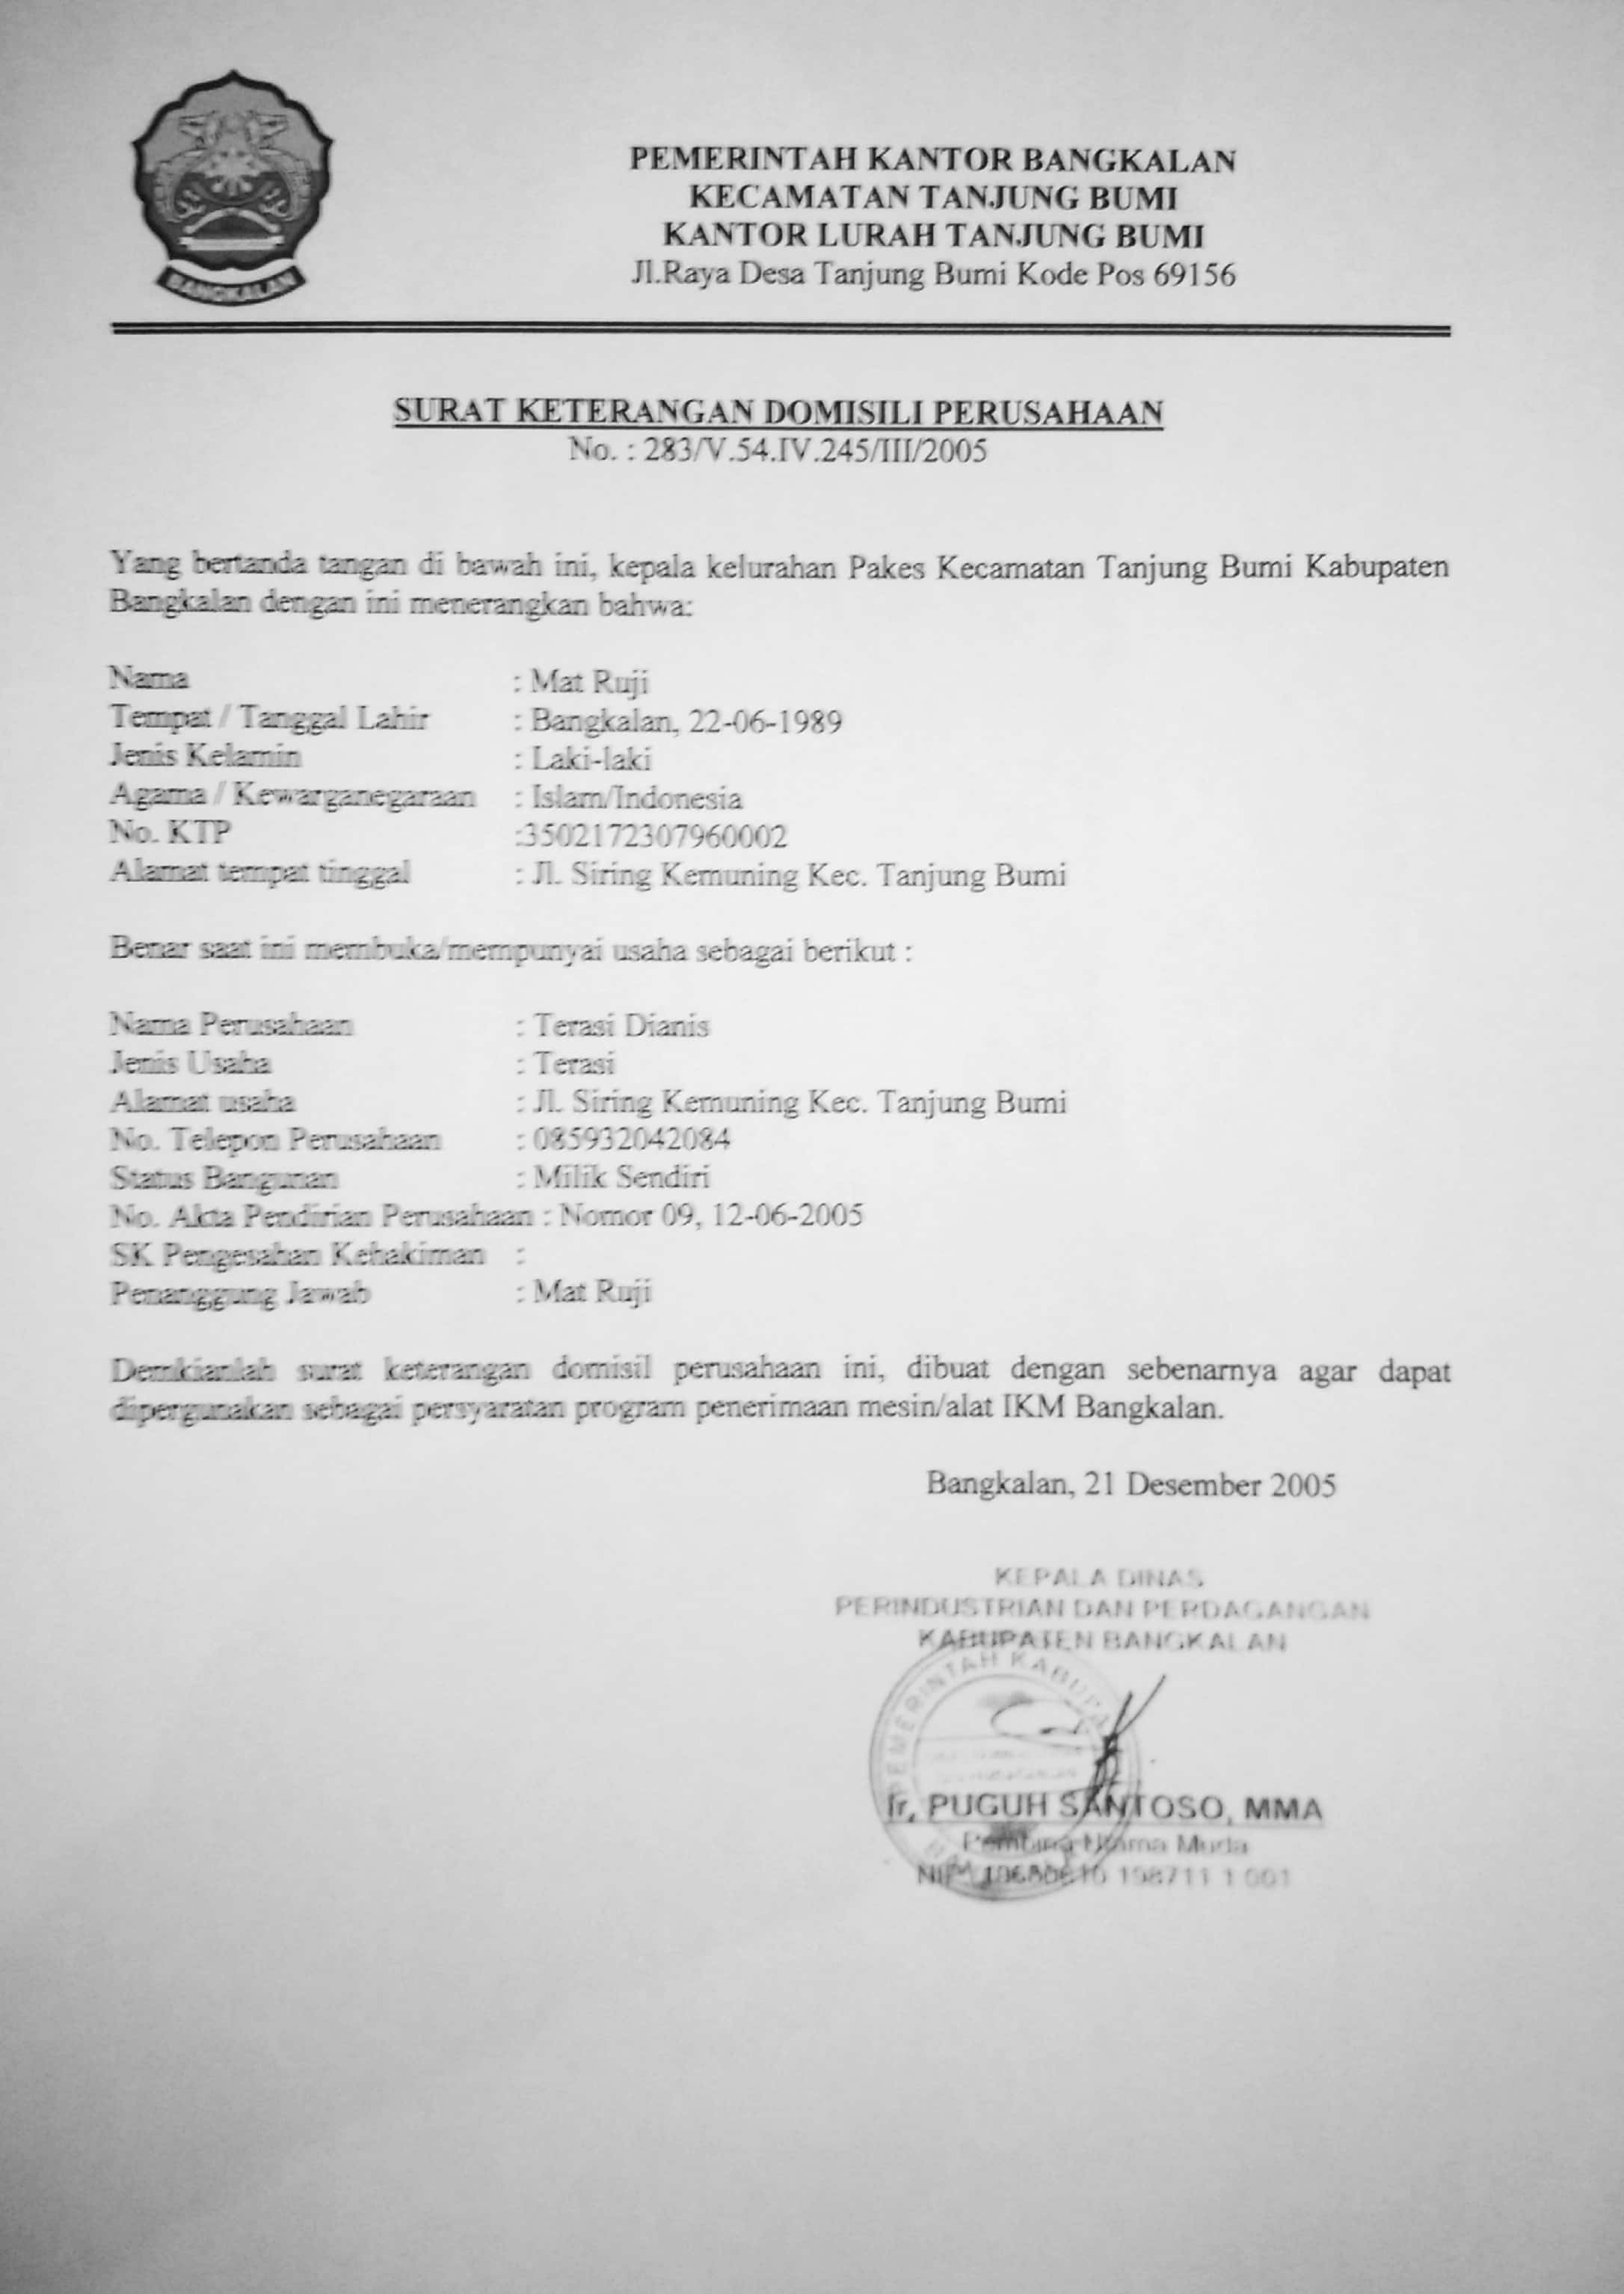 BANGKALAN
PEMERINTAH KANTOR BANGKALAN
KECAMATAN TANJUNG BUMI
KANTOR LURAH TANJUNG BUMI
Jl.Raya Desa Tanjung Bumi Kode Pos 69156
SURAT KETERANGAN DOMISILI PERUSAHAAN
No. : 283/V.54.IV.245/III/2005
Yang bertanda tangan di bawah ini, kepala kelurahan Pakes Kecamatan Tanjung Bumi Kabupaten
Bangkalan dengan ini menerangkan bahwa:
Nama : Mat Ruji
Tempat / Tanggal Lahir : Bangkalan, 22-06-1989
Jenis Kelamin : Laki-laki
Agama / Kewarganegaraan : Islam/Indonesia
No. KTP :3502172307960002
Alamat tempat tinggal : Jl. Siring Kemuning Kec. Tanjung Bumi
Benar saat ini membuka/mempunyai usaha sebagai berikut :
Nama Perusahaan : Terasi Dianis
Jenis Usaha : Terasi
Alamat usaha : Jl. Siring Kemuning Kec. Tanjung Bumi
No. Telepon Perusahaan : 085932042084
Status Bangunan : Milik Sendiri
No. Akta Pendirian Perusahaan : Nomor 09, 12-06-2005
SK Pengesahan Kehakiman :
Penanggung Jawab : Mat Ruji
Demkianlah surat keterangan domisil perusahaan ini, dibuat dengan sebenarnya agar dapat
dipergunakan sebagai persyaratan program penerimaan mesin/alat IKM Bangkalan.
Bangkalan, 21 Desember 2005
KEPALA DINAS
PERINDUSTRIAN DAN PERDAGANGAN
KABUPATEN BANGKALAN
PEMERINTAH KABUPA
Ir. PUGUH SANTOSO, MMA
Pembina Utama Muda
NIP 198711 1 001